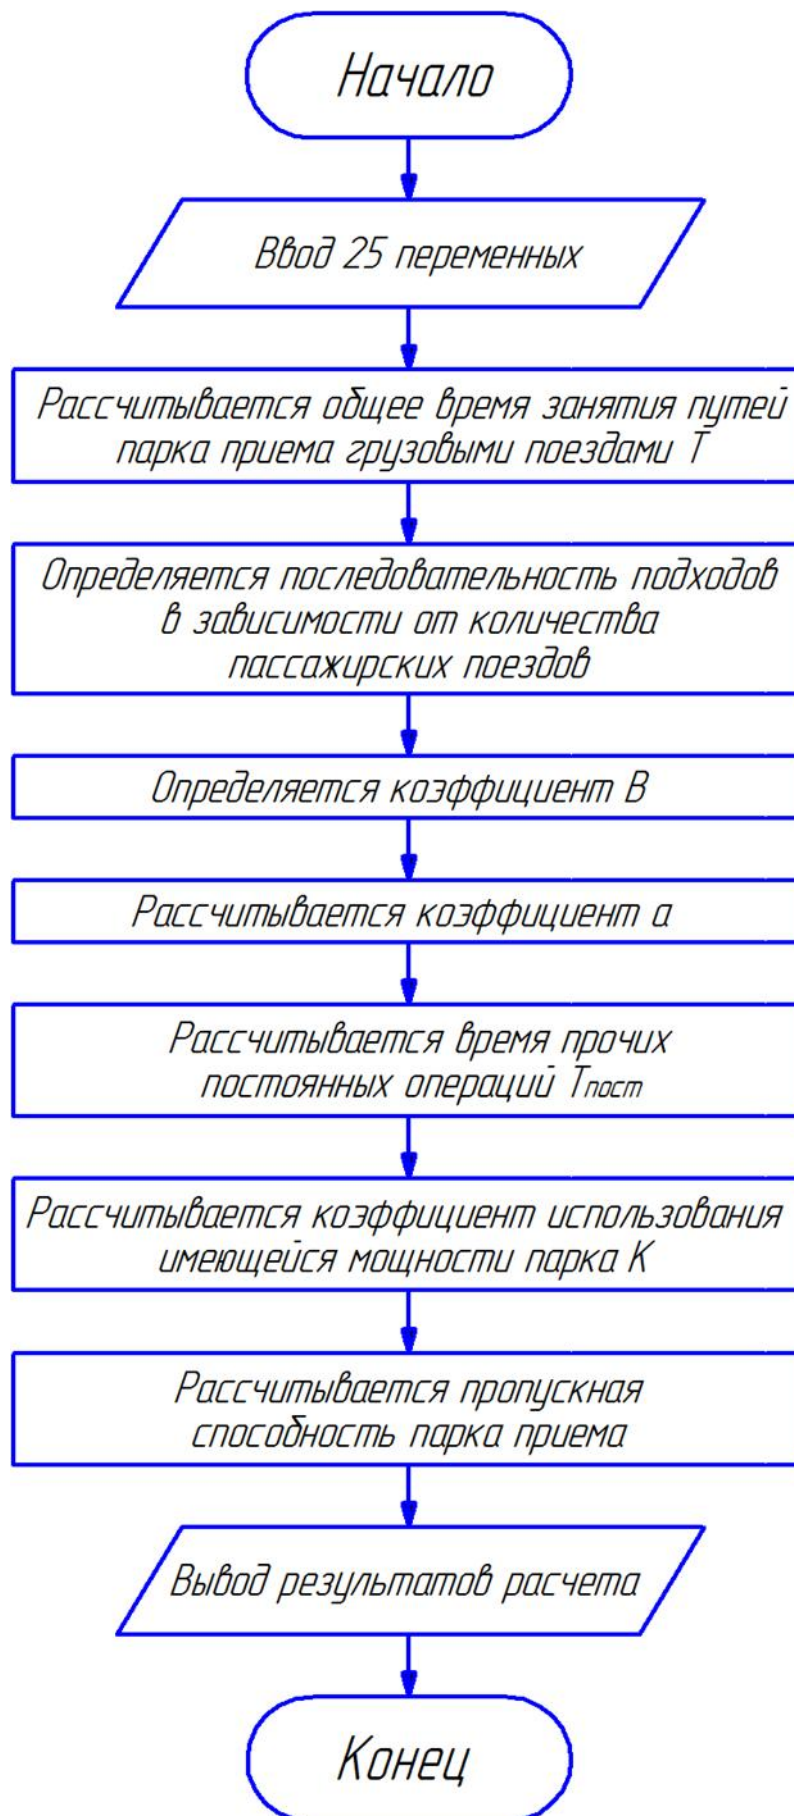 Начало
Ввод 25 переменных
Рассчитывается общее время занятия путей
парка приема грузовыми поездами Т
Определяется последовательность подходов
в зависимости от количества
пассажирских поездов
Определяется коэффициент В
Рассчитывается коэффициент а
Рассчитывается время прочих
постоянных операций Тпост
Рассчитывается коэффициент использования
имеющейся мощности парка К
Рассчитывается пропускная
способность парка приема
Вывод результатов расчета
Конец